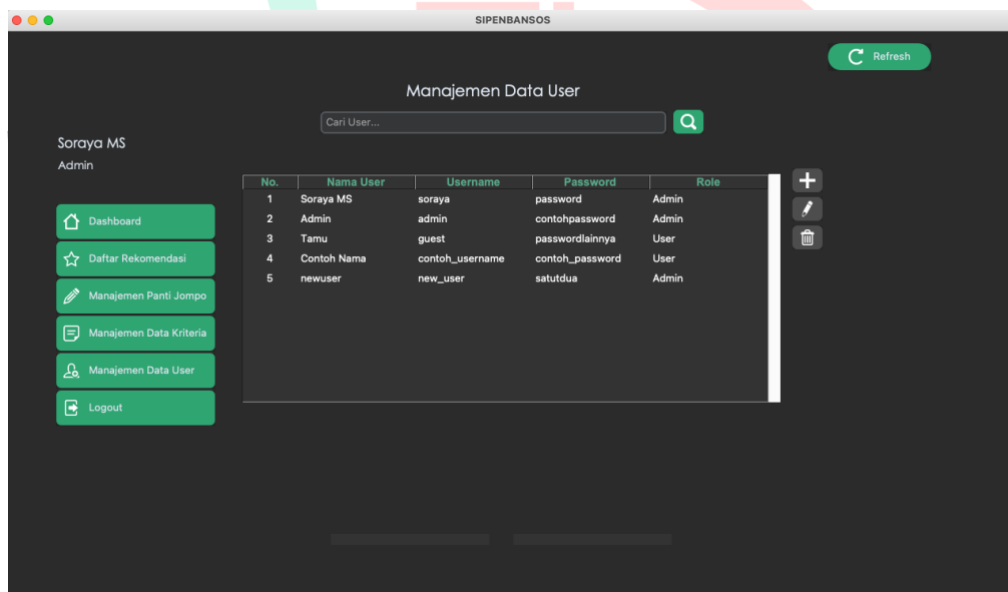 SIPENBANSOS
Refresh
Manajemen Data User
Cari User...
Soraya MS
Admin
Dashboard
Daftar Rekomendasi
Manajemen Panti Jompo
Manajemen Data Kriteria
Manajemen Data User
Logout
No. Nama User Username Password Role
1 Soraya MS soraya password Admin
2 Admin admin contohpassword Admin
3 Tamu guest passwordlainnya User
4 Contoh Nama contoh_username contoh_password User
5 newuser new_user satutdua Admin